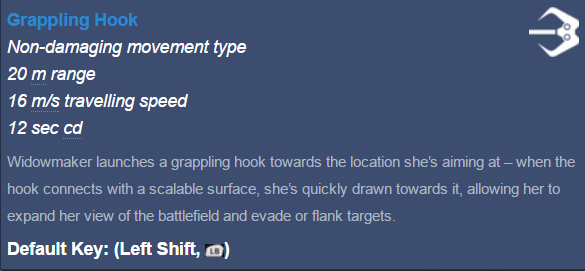 Grappling Hook
Non-damaging movement type
20 m range
16 m/s travelling speed
12 sec cd
Widowmaker launches a grappling hook towards the location she's aiming at – when the
hook connects with a scalable surface, she's quickly drawn towards it, allowing her to
expand her view of the battlefield and evade or flank targets.
Default Key: (Left Shift, LB)